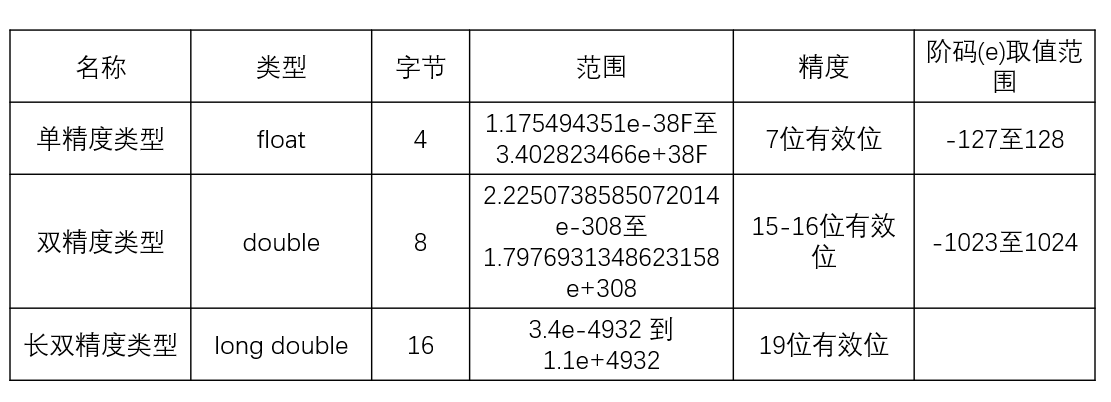 名称
类型
字节
范围
精度
阶码(e)取值范
围
单精度类型
float
4
1.175494351e-38F至
3.402823466e+38F
7位有效位
-127至128
双精度类型
double
8
2.2250738585072014
e-308至
1.7976931348623158
e+308
15-16位有效
位
-1023至1024
长双精度类型
long double
16
3.4e-4932 到
1.1e+4932
19位有效位